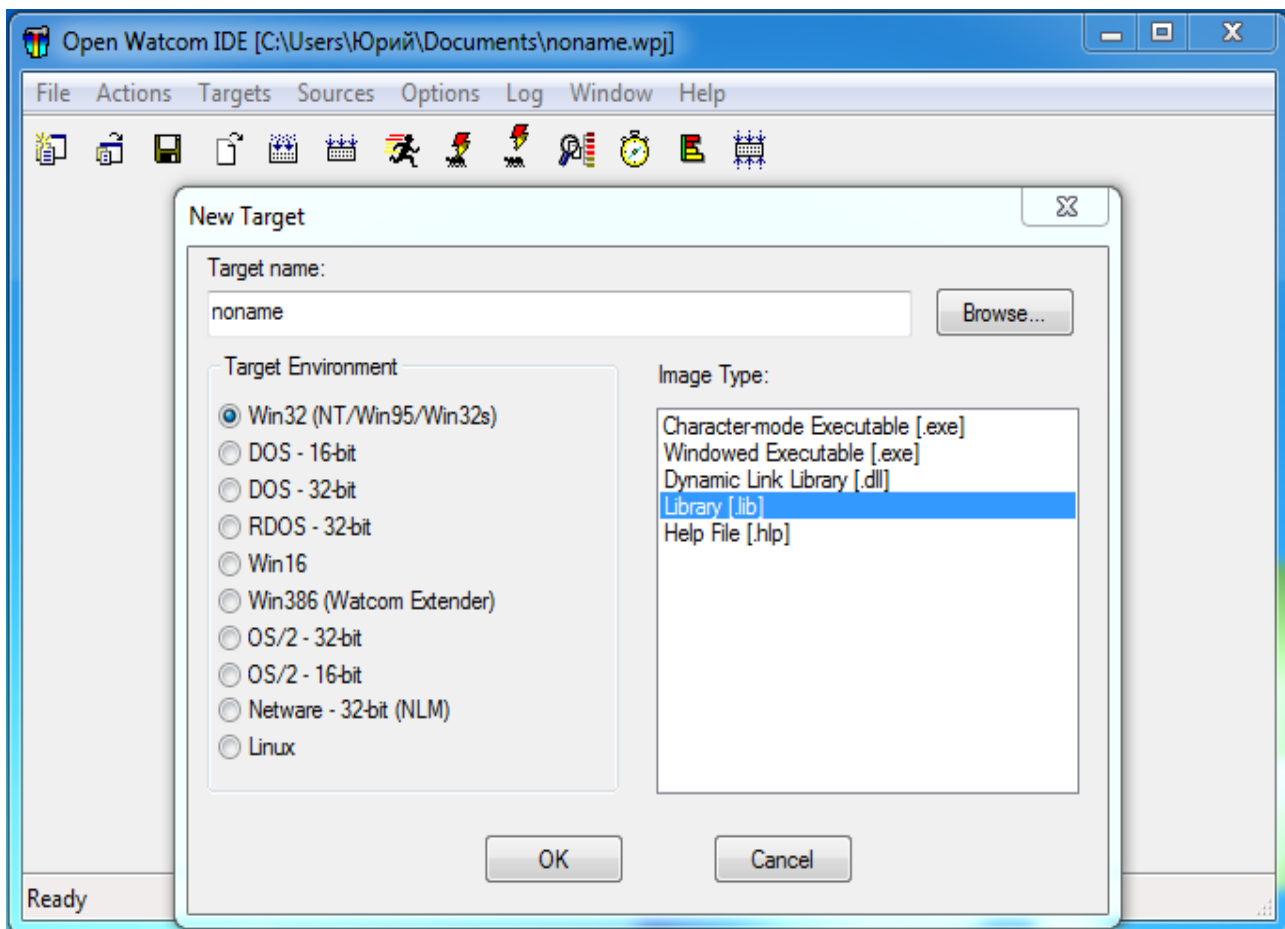 Open Watcom IDE [C:\Users\Юрий\Documents\noname.wpj]
File Actions Targets Sources Options Log Window Help
New Target
Target name:
noname
Browse...
Target Environment
Win32 (NT/Win95/Win32s)
DOS - 16-bit
DOS - 32-bit
RDOS - 32-bit
Win16
Win386 (Watcom Extender)
OS/2 - 32-bit
OS/2 - 16-bit
Netware - 32-bit (NLM)
Linux
Image Type:
Character-mode Executable [.exe]
Windowed Executable [.exe]
Dynamic Link Library [.dll]
Library [.lib]
Help File [.hlp]
OK
Cancel
Ready